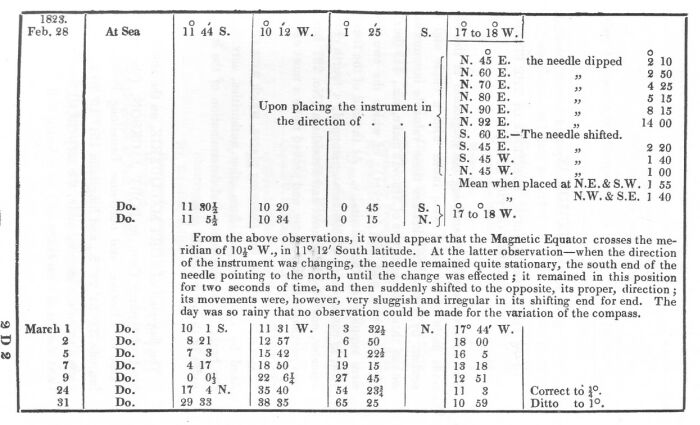 1823.
Feb. 28 At Sea 11° 44′ S. 10° 12′ W. 1° 25 S. 17 to 18° W.
N. 45° E. the needle dipped 2° 10
N. 60 E. „ 2 50
N. 70 E. „ 4 25
N. 80 E. „ 5 15
Upon placing the instrument in N. 90 E. „ 8 15
the direction of . . . N. 92 E. „ 14 00
S. 60 E.—The needle shifted.
S. 45 E. „ 2 20
S. 45 W. „ 1 40
N. 45 W. „ 1 00
Mean when placed at N.E. & S.W. 1 55
„ N.W. & S.E. 1 40
Do. 11 30½ 10 20 0 45 S.
Do. 11 5½ 10 34 0 15 N. 17° to 18° W.
From the above observations, it would appear that the Magnetic Equator crosses the me-
ridian of 10½° W., in 11° 12′ South latitude. At the latter observation—when the direction
of the instrument was changing, the needle remained quite stationary, the south end of the
needle pointing to the north, until the change was effected; it remained in this position
for two seconds of time, and then suddenly shifted to the opposite, its proper, direction;
its movements were, however, very sluggish and irregular in its shifting end for end. The
day was so rainy that no observation could be made for the variation of the compass.
March 1 Do. 10 1 S. 11 31 W. 3 32½ N. 17° 44′ W.
2 Do. 8 21 12 57 6 50 18 00
5 Do. 7 3 15 42 11 22½ 16 5
7 Do. 4 17 18 50 19 15 13 18
9 Do. 0 0½ 22 6¼ 27 45 12 51
24 Do. 17 4 N. 35 40 54 23¾ 11 3 Correct to ¼°.
31 Do. 29 33 38 35 65 25 10 59 Ditto to 1°.
2 D 2